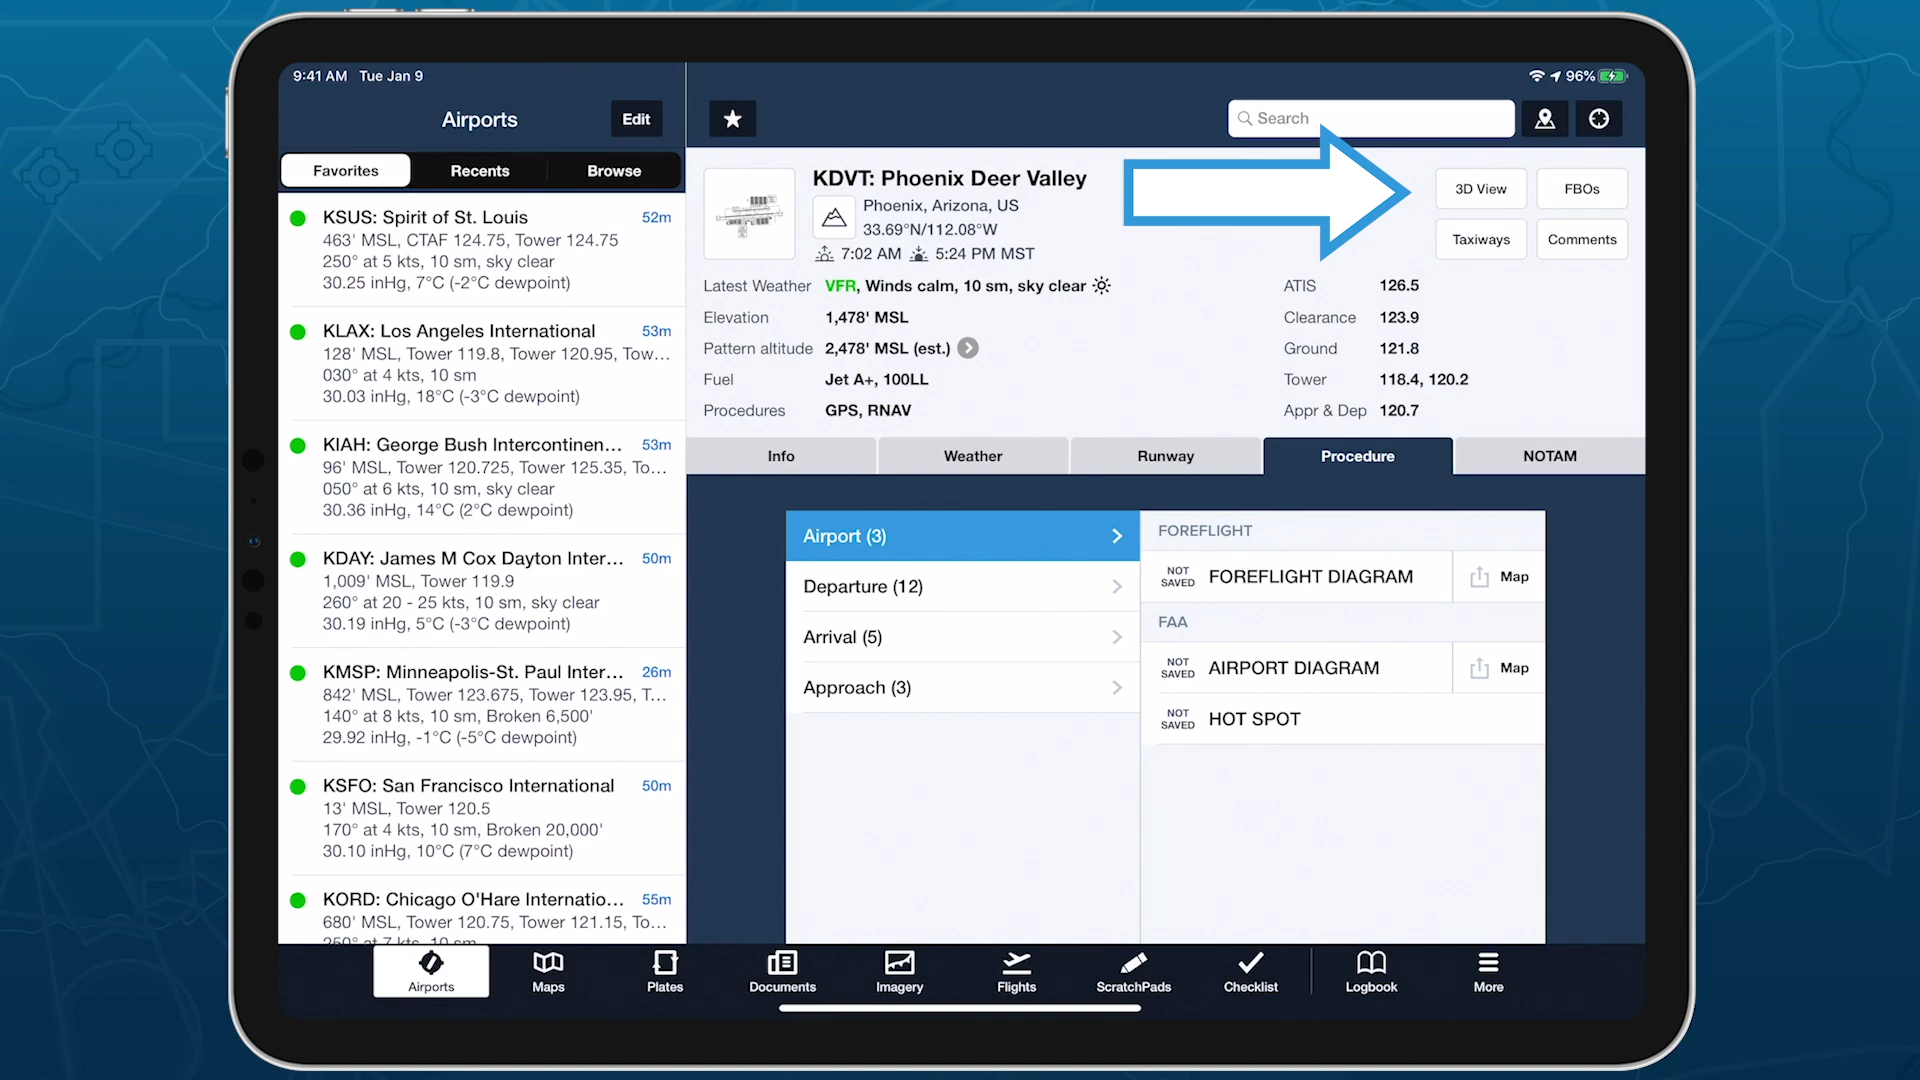 9:41 AM Tue Jan 9
96%
Airports
Edit
Favorites
Recents
Browse
KSUS: Spirit of St. Louis 52m
463' MSL, CTAF 124.75, Tower 124.75
250° at 5 kts, 10 sm, sky clear
30.25 inHg, 7°C (-2°C dewpoint)
KLAX: Los Angeles International 53m
128' MSL, Tower 119.8, Tower 120.95, Tow...
030° at 4 kts, 10 sm
30.03 inHg, 18°C (-3°C dewpoint)
KIAH: George Bush Intercontinen... 53m
96' MSL, Tower 120.725, Tower 125.35, To...
050° at 6 kts, 10 sm, sky clear
30.36 inHg, 14°C (2°C dewpoint)
KDAY: James M Cox Dayton Inter... 50m
1,009' MSL, Tower 119.9
260° at 20 - 25 kts, 10 sm, sky clear
30.19 inHg, 5°C (-3°C dewpoint)
KMSP: Minneapolis-St. Paul Inter... 26m
842' MSL, Tower 123.675, Tower 123.95, T...
140° at 8 kts, 10 sm, Broken 6,500'
29.92 inHg, -1°C (-5°C dewpoint)
KSFO: San Francisco International 50m
13' MSL, Tower 120.5
170° at 4 kts, 10 sm, Broken 20,000'
30.10 inHg, 10°C (7°C dewpoint)
KORD: Chicago O'Hare Internatio... 55m
680' MSL, Tower 120.75, Tower 121.15, To...
250° at 7 kts, 10 sm
Search
KDVT: Phoenix Deer Valley
Phoenix, Arizona, US
33.69°N/112.08°W
7:02 AM 5:24 PM MST
3D View
FBOs
Taxiways
Comments
Latest Weather VFR, Winds calm, 10 sm, sky clear
Elevation 1,478' MSL
Pattern altitude 2,478' MSL (est.)
Fuel Jet A+, 100LL
Procedures GPS, RNAV
ATIS 126.5
Clearance 123.9
Ground 121.8
Tower 118.4, 120.2
Appr & Dep 120.7
Info
Weather
Runway
Procedure
NOTAM
Airport (3)
Departure (12)
Arrival (5)
Approach (3)
FOREFLIGHT
NOT SAVED FOREFLIGHT DIAGRAM Map
FAA
NOT SAVED AIRPORT DIAGRAM Map
NOT SAVED HOT SPOT
Airports
Maps
Plates
Documents
Imagery
Flights
ScratchPads
Checklist
Logbook
More